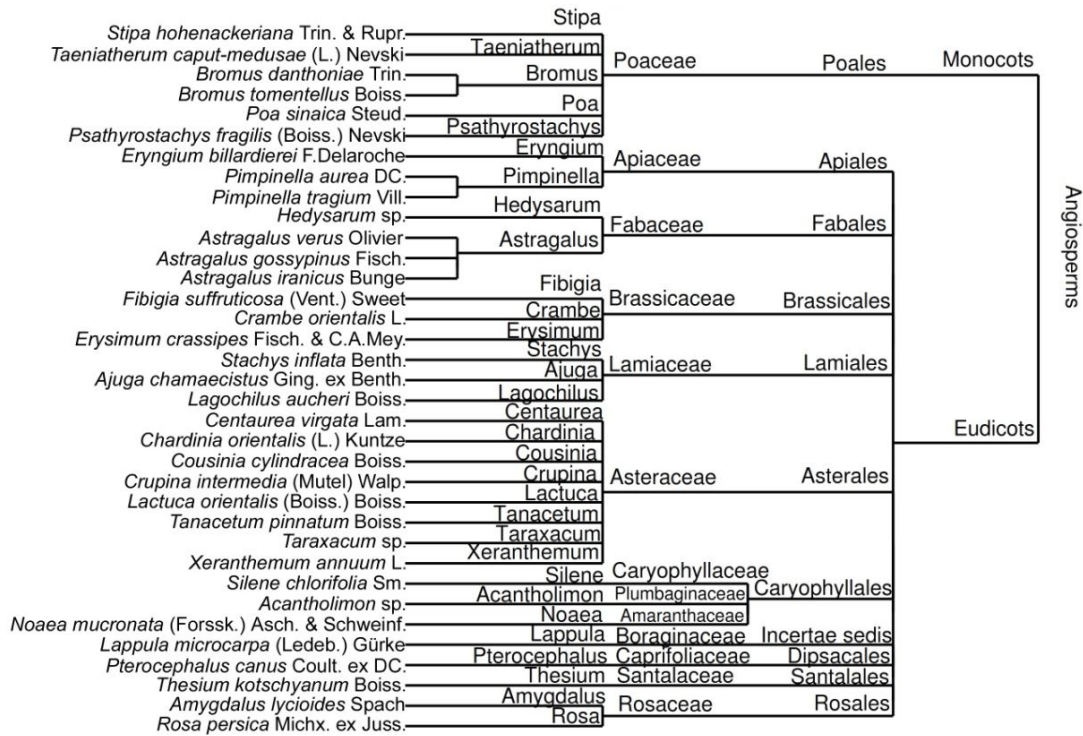 Stipa
Stipa hohenackeriana Trin. & Rupr.
Taeniatherum caput-medusae (L.) Nevski Taeniatherum
Poaceae Poales Monocots
Bromus danthoniae Trin. Bromus
Bromus tomentellus Boiss.
Poa sinaica Steud. Poa
Psathyrostachys fragilis (Boiss.) Nevski Psathyrostachys
Eryngium billardierei F.Delaroche Eryngium
Apiaceae Apiales
Pimpinella aurea DC. Pimpinella
Pimpinella tragium Vill.
Hedysarum sp. Hedysarum
Fabaceae Fabales
Astragalus verus Olivier Astragalus
Astragalus gossypinus Fisch.
Astragalus iranicus Bunge
Fibigia suffruticosa (Vent.) Sweet Fibigia
Brassicaceae Brassicales
Crambe orientalis L. Crambe
Erysimum crassipes Fisch. & C.A.Mey. Erysimum
Stachys inflata Benth. Stachys
Lamiaceae Lamiales
Ajuga chamaecistus Ging. ex Benth. Ajuga
Lagochilus aucheri Boiss. Lagochilus
Centaurea virgata Lam. Centaurea
Chardinia orientalis (L.) Kuntze Chardinia
Eudicots
Cousinia cylindracea Boiss. Cousinia
Crupina intermedia (Mutel) Walp. Crupina
Asteraceae Asterales
Lactuca orientalis (Boiss.) Boiss. Lactuca
Tanacetum pinnatum Boiss. Tanacetum
Taraxacum sp. Taraxacum
Xeranthemum annuum L. Xeranthemum
Silene chlorifolia Sm. Silene Caryophyllaceae
Acantholimon sp. Acantholimon Plumbaginaceae Caryophyllales
Noaea mucronata (Forssk.) Asch. & Schweinf. Noaea Amaranthaceae
Lappula microcarpa (Ledeb.) Gürke Lappula Boraginaceae Incertae sedis
Pterocephalus canus Coult. ex DC. Pterocephalus Caprifoliaceae Dipsacales
Thesium kotschyanum Boiss. Thesium Santalaceae Santalales
Amygdalus lycioides Spach Amygdalus
Rosaceae Rosales
Rosa persica Michx. ex Juss. Rosa
Angiosperms